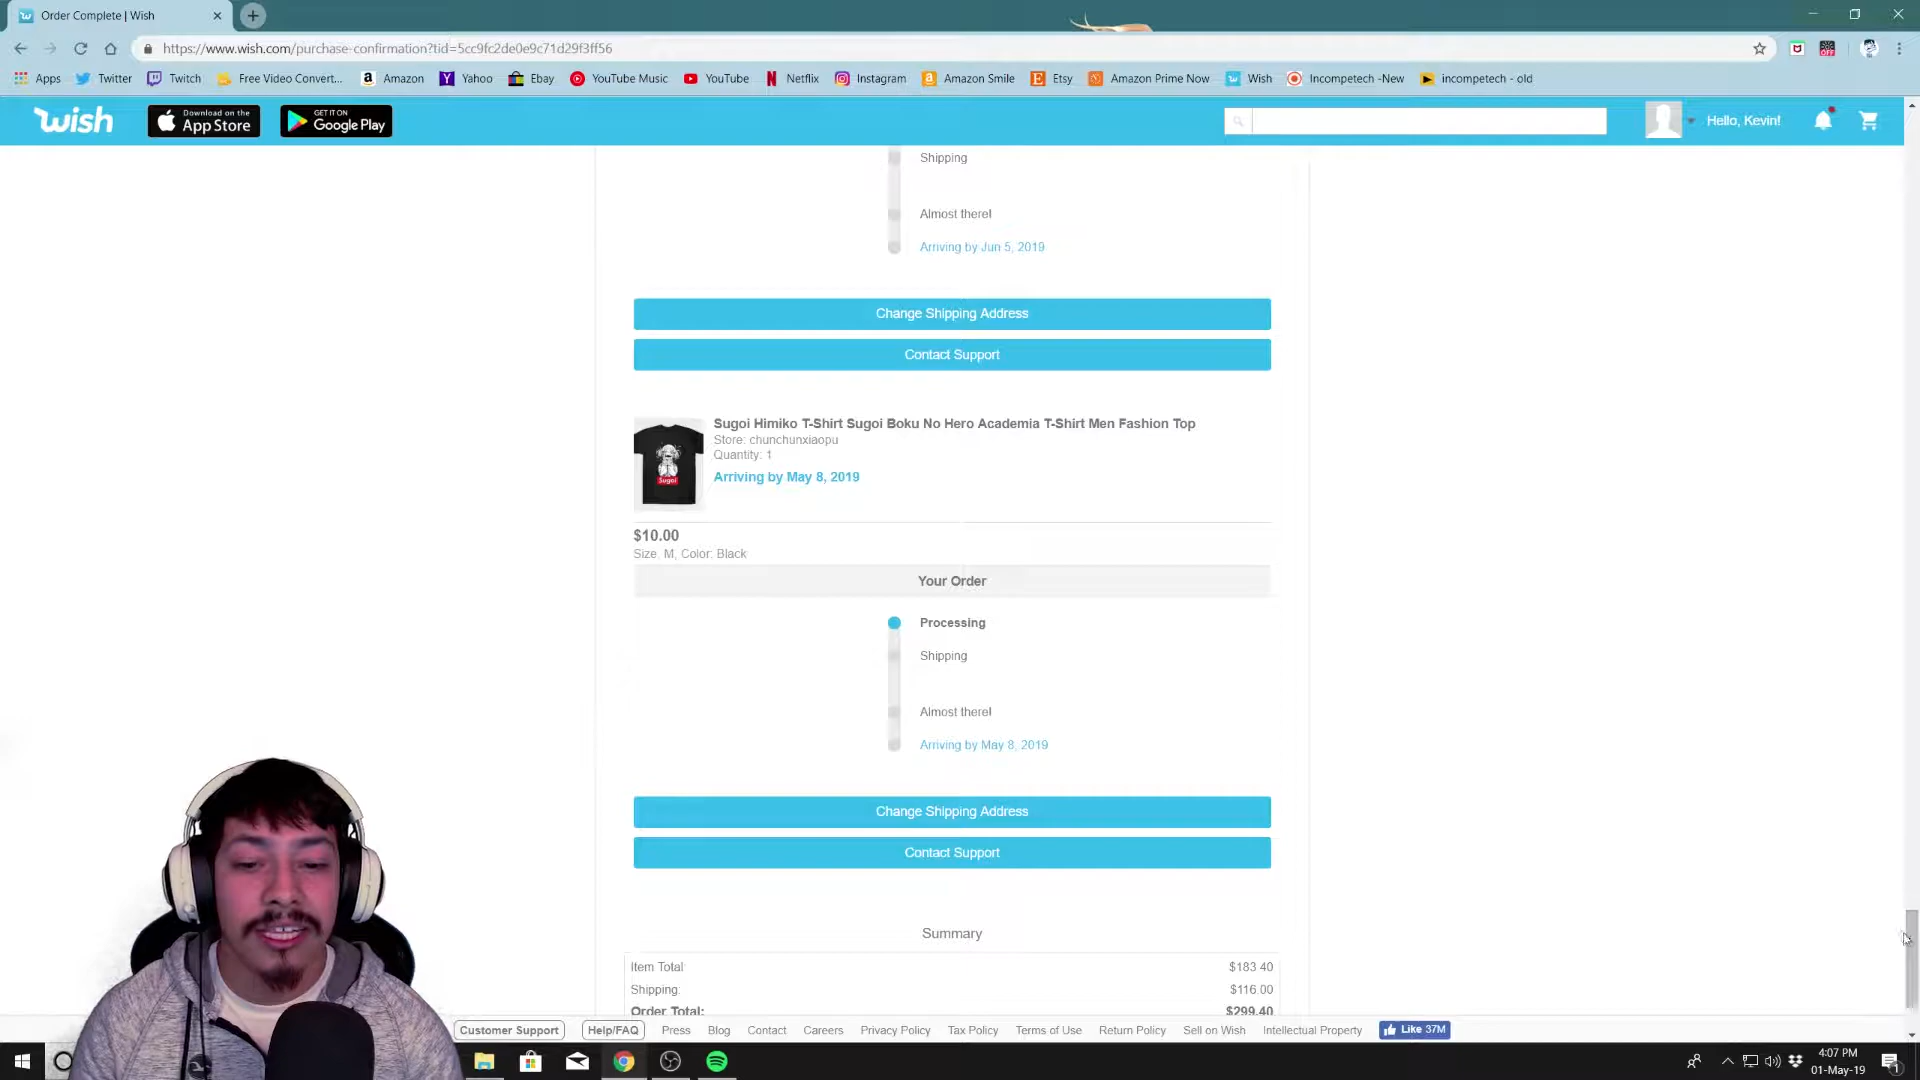 Order Complete | Wish
https://www.wish.com/purchase-confirmation?tid=5cc9fc2de0e9c71d29f3ff56
Apps Twitter Twitch Free Video Convert... Amazon Yahoo Ebay YouTube Music YouTube Netflix Instagram Amazon Smile Etsy Amazon Prime Now Wish Incompetech -New incompetech - old
wish Download on the App Store GET IT ON Google Play Hello, Kevin!
Shipping
Almost there!
Arriving by Jun 5, 2019
Change Shipping Address
Contact Support
Sugoi Himiko T-Shirt Sugoi Boku No Hero Academia T-Shirt Men Fashion Top
Store: chunchunxiaopu
Quantity: 1
Arriving by May 8, 2019
Sugoi
$10.00
Size: M, Color: Black
Your Order
Processing
Shipping
Almost there!
Arriving by May 8, 2019
Change Shipping Address
Contact Support
Summary
Item Total $183.40
Shipping: $116.00
Order Total: $299.40
Customer Support Help/FAQ Press Blog Contact Careers Privacy Policy Tax Policy Terms of Use Return Policy Sell on Wish Intellectual Property Like 37M
4:07 PM
01-May-19
1